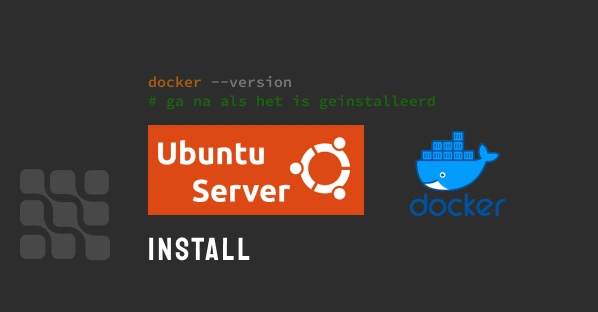 docker --version
# ga na als het is geinstalleerd
Ubuntu
Server
docker
INSTALL